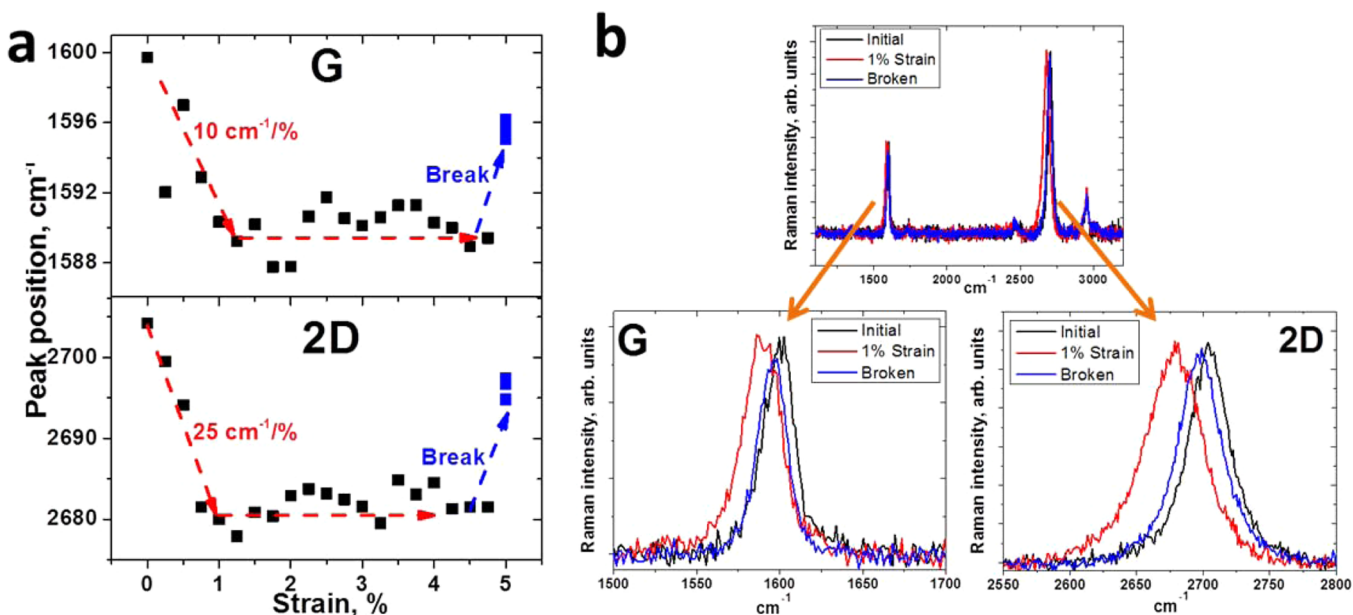 a
G
Peak position, cm⁻¹
1600
1596
1592
1588
10 cm⁻¹/%
Break
2D
2700
2690
2680
25 cm⁻¹/%
Break
0 1 2 3 4 5
Strain, %
b
Raman intensity, arb. units
Initial
1% Strain
Broken
1500 2000 2500 3000
cm⁻¹
G
Raman intensity, arb. units
Initial
1% Strain
Broken
1500 1550 1600 1650 1700
cm⁻¹
2D
Raman intensity, arb. units
Initial
1% Strain
Broken
2550 2600 2650 2700 2750 2800
cm⁻¹